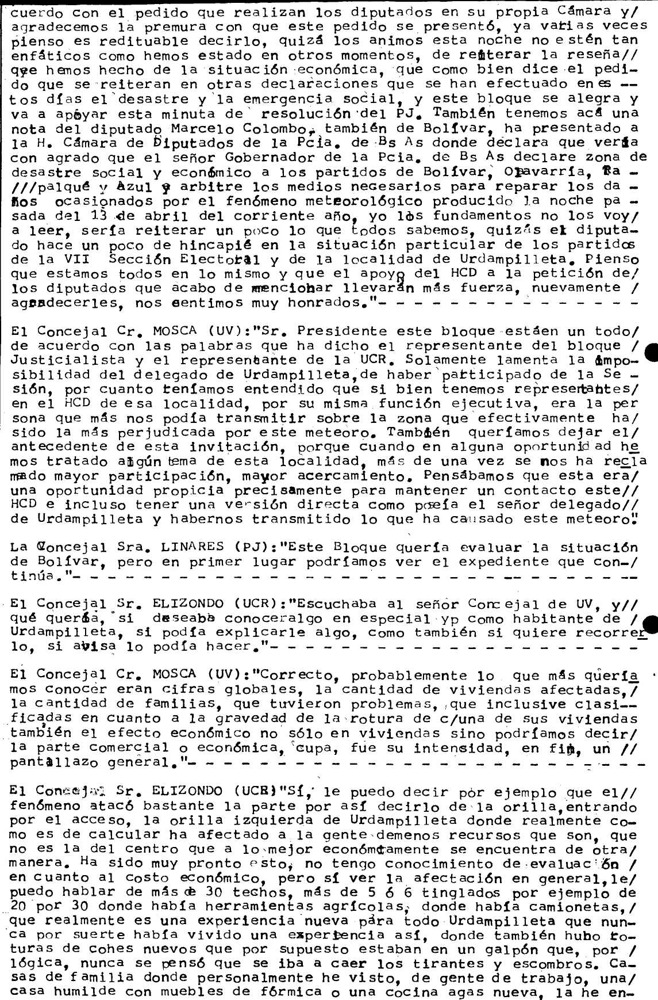 cuerdo con el pedido que realizan los diputados en su propia Cámara y/
agradecemos la premura con que este pedido se presentó, ya varias veces
pienso es redituable decirlo, quizá los animos esta noche no estén tan
enfáticos como hemos estado en otros momentos, de reiterar la reseña//
que hemos hecho de la situación económica, que como bien dice el pedi-
do que se reiteran en otras declaraciones que se han efectuado en es --
tos días el desastre y la emergencia social, y este bloque se alegra y
va a apoyar esta minuta de resolución del PJ. También tenemos acá una
nota del diputado Marcelo Colombo, también de Bolívar, ha presentado a
la H. Cámara de Diputados de la Pcia. de Bs As donde declara que vería
con agrado que el señor Gobernador de la Pcia. de Bs As declare zona de
desastre social y económico a los partidos de Bolívar, Olavarría, Ta -
///palqué y Azul y arbitre los medios necesarios para reparar los da -
ños ocasionados por el fenómeno meteorológico producido la noche pa -
sada del 13 de abril del corriente año, yo los fundamentos no los voy/
a leer, sería reiterar un poco lo que todos sabemos, quizás el diputa-
do hace un poco de hincapié en la situación particular de los partidos
de la VII Sección Electoral y de la localidad de Urdampilleta. Pienso
que estamos todos en lo mismo y que el apoyo del HCD a la petición de/
los diputados que acabo de mencionar llevarán más fuerza, nuevamente /
agradecerles, nos sentimos muy honrados."- - - - - - - - - - - - - - - -

El Concejal Cr. MOSCA (UV):"Sr. Presidente este bloque estáen un todo/
de acuerdo con las palabras que ha dicho el representante del bloque /
Justicialista y el representante de la UCR. Solamente lamenta la impo-
sibilidad del delegado de Urdampilleta,de haber participado de la Se -
sión, por cuanto teníamos entendido que si bien tenemos representantes/
en el HCD de esa localidad, por su misma función ejecutiva, era la per
sona que más nos podía transmitir sobre la zona que efectivamente ha/
sido la más perjudicada por este meteoro. También queríamos dejar el/
antecedente de esta invitación, porque cuando en alguna oportunidad he
mos tratado algún tema de esta localidad, más de una vez se nos ha recla
mado mayor participación, mayor acercamiento. Pensábamos que esta era/
una oportunidad propicia precisamente para mantener un contacto este//
HCD e incluso tener una versión directa como poseía el señor delegado//
de Urdampilleta y habernos transmitido lo que ha causado este meteoro."

La Concejal Sra. LINARES (PJ):"Este Bloque quería evaluar la situación
de Bolívar, pero en primer lugar podríamos ver el expediente que con-/
tinúa."- - - - - - - - - - - - - - - - - - - - - - - - -- - - - - - --

El Concejal Sr. ELIZONDO (UCR):"Escuchaba al señor Concejal de UV, y//
qué quería, si deseaba conoceralgo en especial yp como habitante de /
Urdampilleta, si podía explicarle algo, como también si quiere recorrer
lo, si avisa lo podía hacer."- - - - - - - - - - - - - - - - - - - - -

El Concejal Cr. MOSCA (UV):"Correcto, probablemente lo que más quería
mos conocer eran cifras globales, la cantidad de viviendas afectadas,/
la cantidad de familias, que tuvieron problemas, que inclusive clasi--
ficadas en cuanto a la gravedad de la rotura de c/una de sus viviendas
también el efecto económico no sólo en viviendas sino podríamos decir/
la parte comercial o económica, cupa, fue su intensidad, en fin, un //
pantallazo general."- - - - - - - - - - - - - - - - - - - - - - - - - -

El Concejal Sr. ELIZONDO (UCR)"Sí, le puedo decir por ejemplo que el//
fenómeno atacó bastante la parte por así decirlo de la orilla,entrando
por el acceso, la orilla izquierda de Urdampilleta donde realmente co-
mo es de calcular ha afectado a la gente demenos recursos que son, que
no es la del centro que a lo mejor económicamente se encuentra de otra/
manera. Ha sido muy pronto esto, no tengo conocimiento de evaluación /
en cuanto al costo económico, pero sí ver la afectación en general,le/
puedo hablar de más de 30 techos, más de 5 ó 6 tinglados por ejemplo de
20 por 30 donde había herramientas agrícolas, donde había camionetas,/
que realmente es una experiencia nueva para todo Urdampilleta que nun-
ca por suerte había vivido una experiencia así, donde también hubo ro-
turas de cohes nuevos que por supuesto estaban en un galpón que, por /
lógica, nunca se pensó que se iba a caer los tirantes y escombros. Ca-
sas de familia donde personalmente he visto, de gente de trabajo, una/
casa humilde con muebles de fórmica o una cocina agas nueva, la he en-